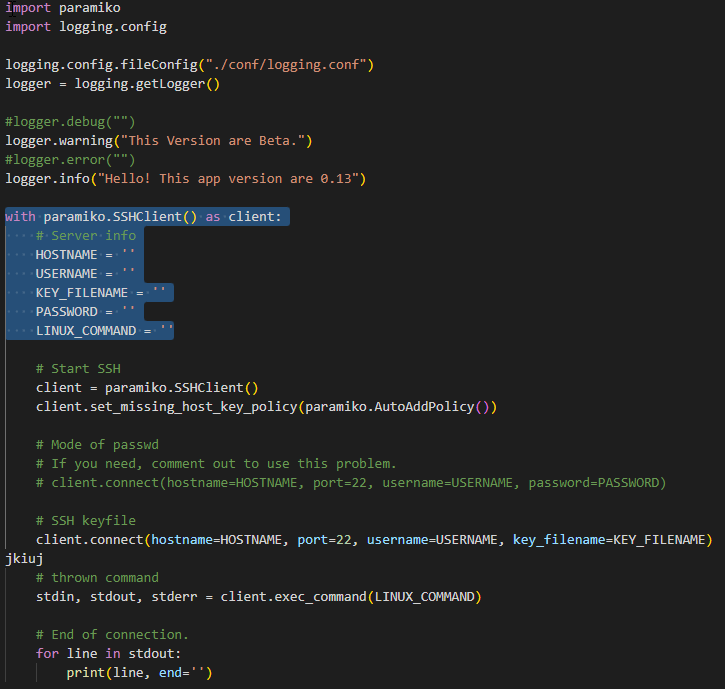 import paramiko
import logging.config

logging.config.fileConfig("./conf/logging.conf")
logger = logging.getLogger()

#logger.debug("")
logger.warning("This Version are Beta.")
#logger.error("")
logger.info("Hello! This app version are 0.13")

with paramiko.SSHClient() as client:
    # Server info
    HOSTNAME = ''
    USERNAME = ''
    KEY_FILENAME = ''
    PASSWORD = ''
    LINUX_COMMAND = ''

    # Start SSH
    client = paramiko.SSHClient()
    client.set_missing_host_key_policy(paramiko.AutoAddPolicy())

    # Mode of passwd
    # If you need, comment out to use this problem.
    # client.connect(hostname=HOSTNAME, port=22, username=USERNAME, password=PASSWORD)

    # SSH keyfile
    client.connect(hostname=HOSTNAME, port=22, username=USERNAME, key_filename=KEY_FILENAME)
jkiuj
    # thrown command
    stdin, stdout, stderr = client.exec_command(LINUX_COMMAND)

    # End of connection.
    for line in stdout:
        print(line, end='')